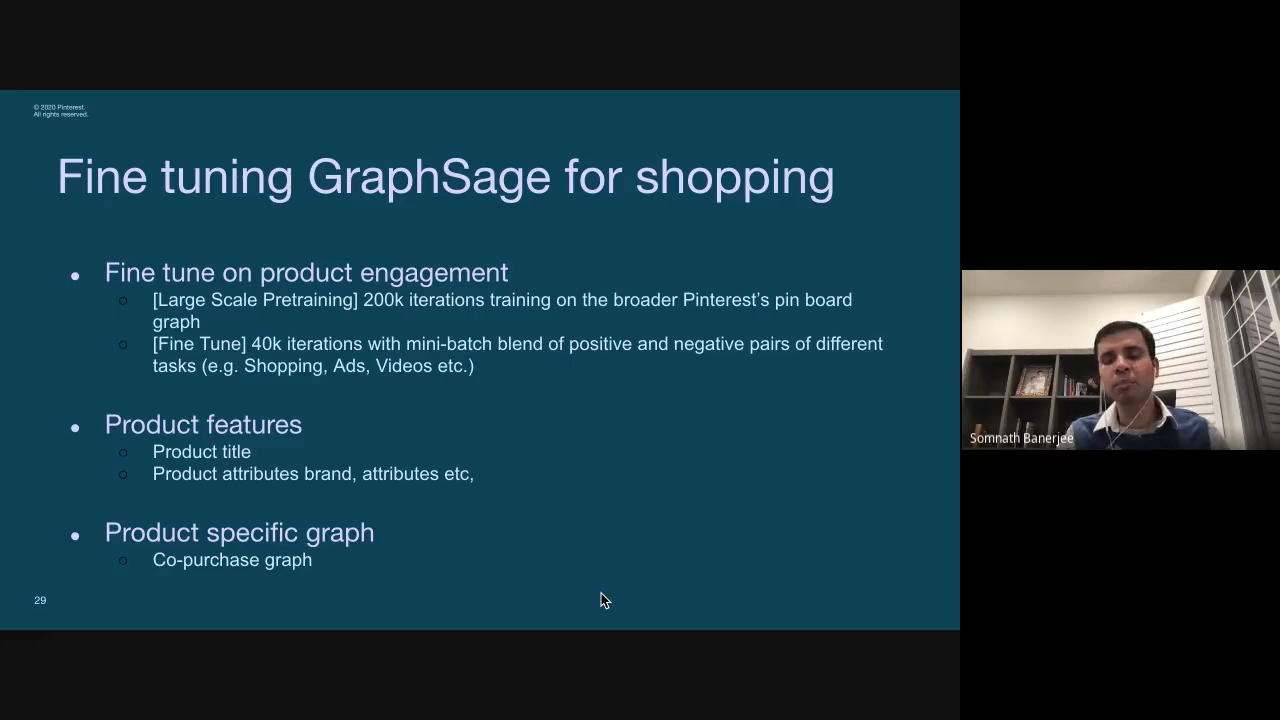 © 2020 Pinterest.
All rights reserved.
Fine tuning GraphSage for shopping
● Fine tune on product engagement
○ [Large Scale Pretraining] 200k iterations training on the broader Pinterest’s pin board
graph
○ [Fine Tune] 40k iterations with mini-batch blend of positive and negative pairs of different
tasks (e.g. Shopping, Ads, Videos etc.)
● Product features
○ Product title
○ Product attributes brand, attributes etc,
● Product specific graph
○ Co-purchase graph
29
Somnath Banerjee